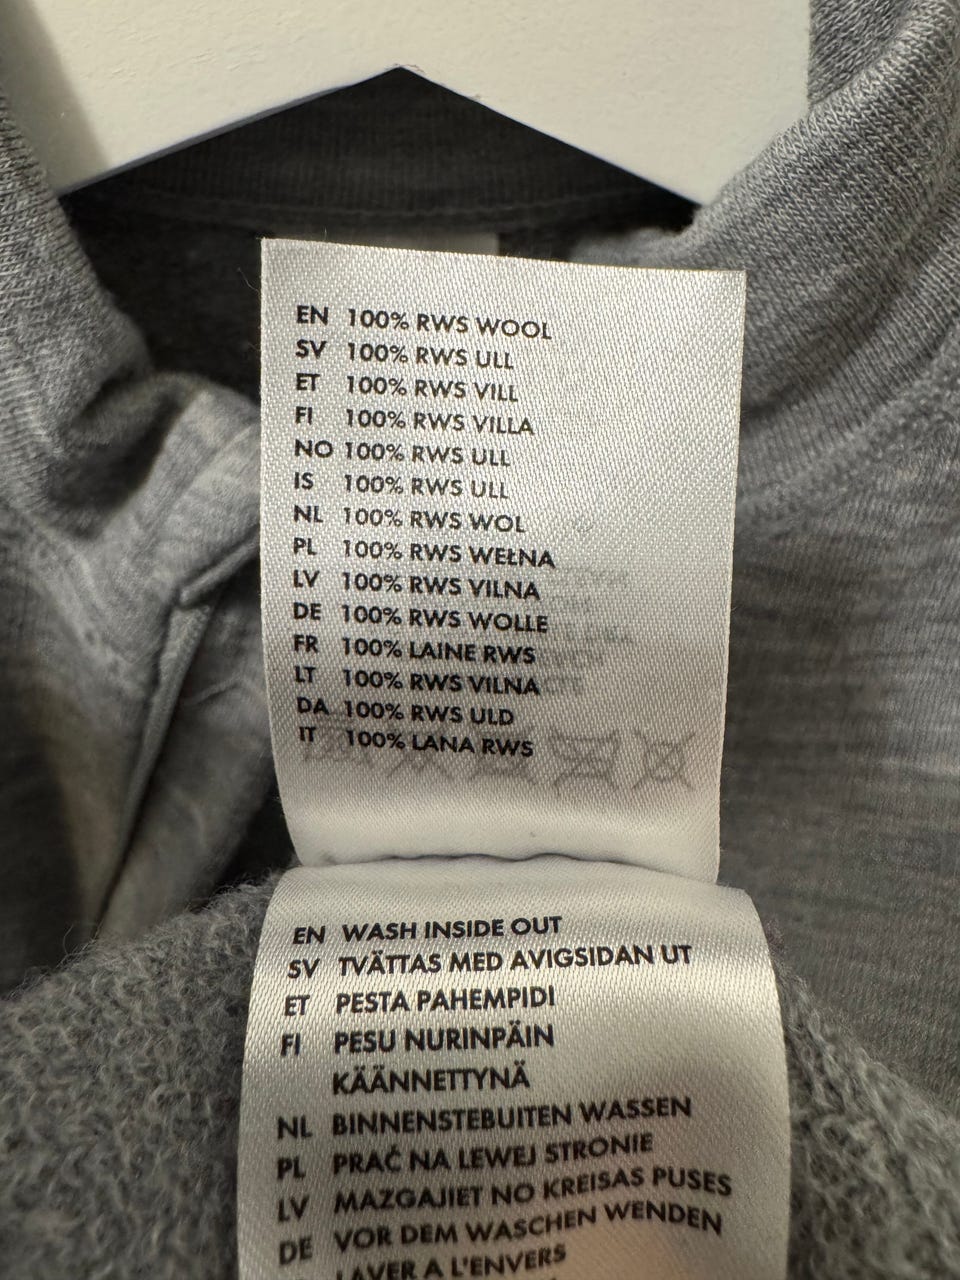 EN 100% RWS WOOL
SV 100% RWS ULL
ET 100% RWS VILL
FI 100% RWS VILLA
NO 100% RWS ULL
IS 100% RWS ULL
NL 100% RWS WOL
PL 100% RWS WEŁNA
LV 100% RWS VILNA
DE 100% RWS WOLLE
FR 100% LAINE RWS
LT 100% RWS VILNA
DA 100% RWS ULD
IT 100% LANA RWS
EN WASH INSIDE OUT
SV TVÄTTAS MED AVIGSIDAN UT
ET PESTA PAHEMPIDI
FI PESU NURINPÄIN
KÄÄNNETTYNÄ
NL BINNENSTEBUITEN WASSEN
PL PRAĆ NA LEWEJ STRONIE
LV MAZGAJIET NO KREISAS PUSES
DE VOR DEM WASCHEN WENDEN
LAVER A L'ENVERS